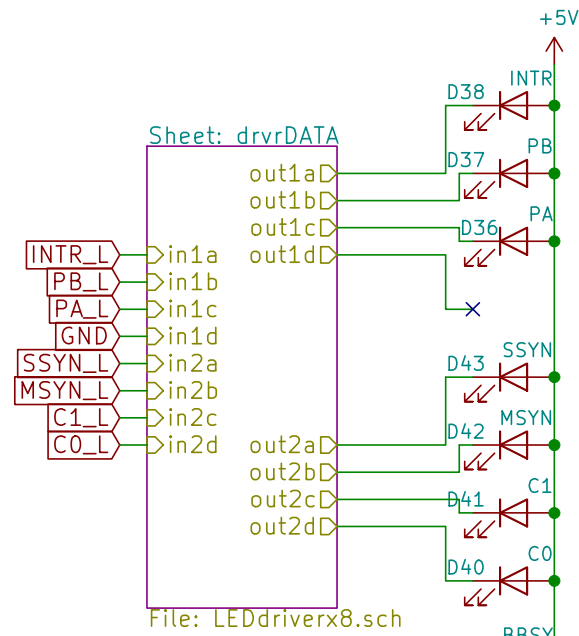 +5V
INTR
D38
Sheet: drvrDATA
PB
D37
out1a
out1b
PA
out1c
D36
INTR_L
in1a
out1d
PB_L
in1b
PA_L
in1c
GND
in1d
SSYN
SSYN_L
in2a
D43
MSYN_L
in2b
C1_L
in2c
MSYN
D42
C0_L
in2d
out2a
out2b
C1
out2c
D41
out2d
C0
D40
File: LEDdriverx8.sch
BBSY